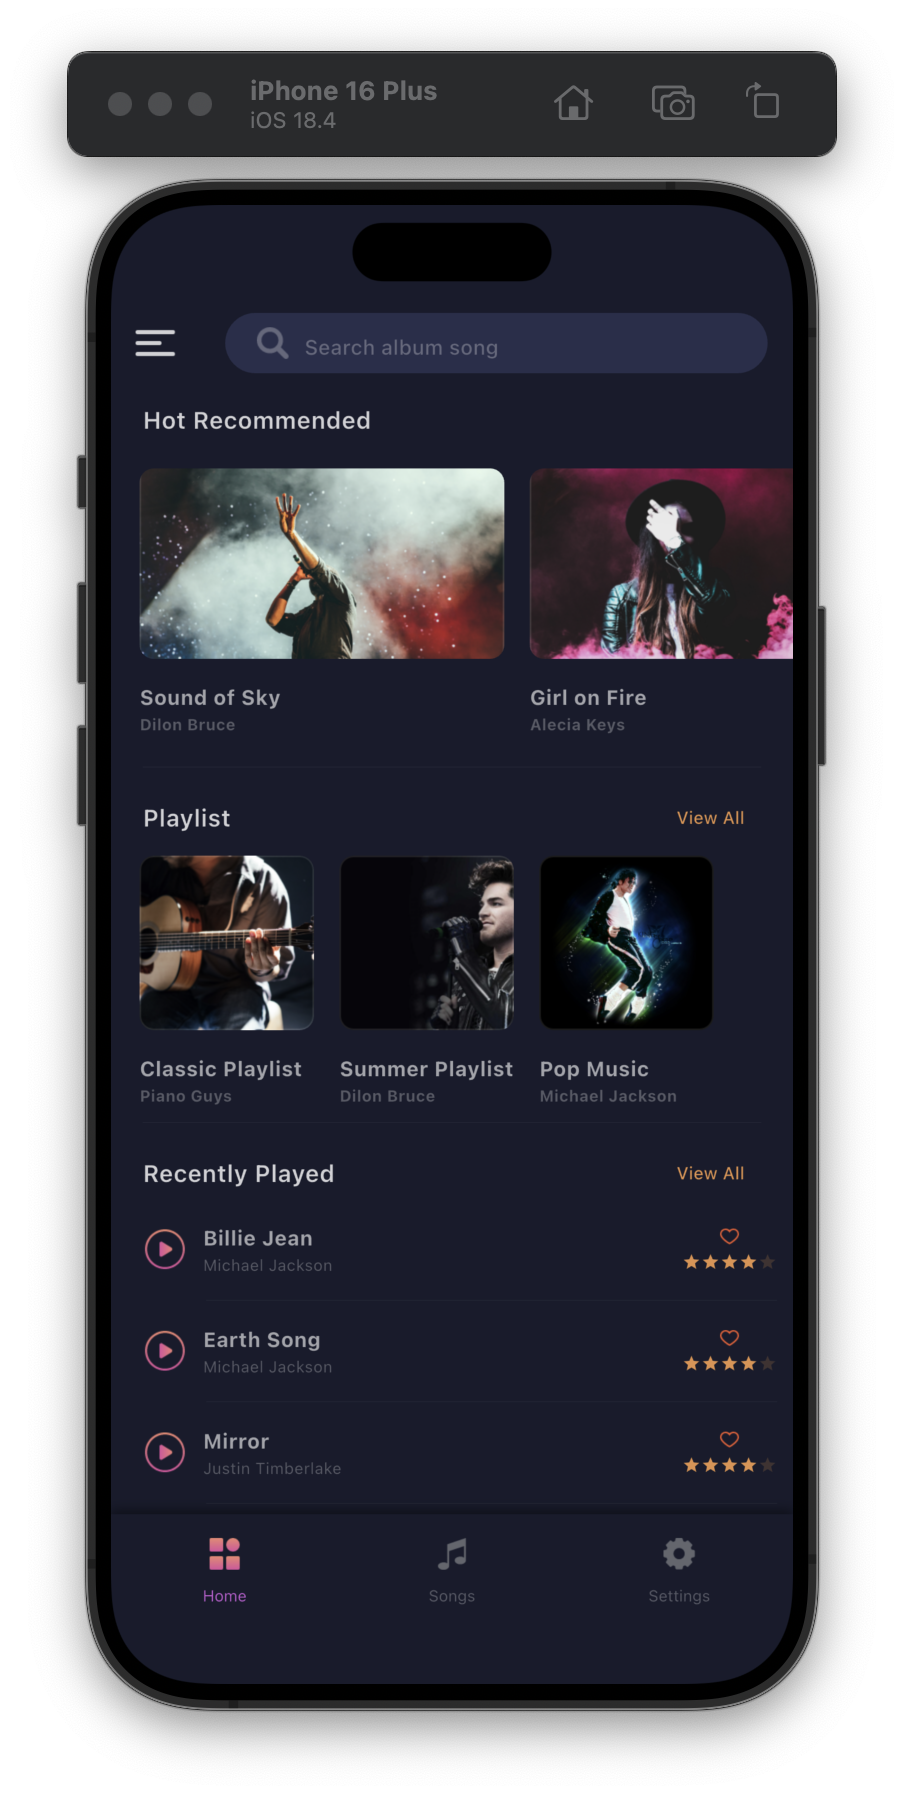 iPhone 16 Plus
iOS 18.4
Search album song
Hot Recommended
Sound of Sky
Dilon Bruce
Girl on Fire
Alecia Keys
Playlist
View All
Classic Playlist
Piano Guys
Summer Playlist
Dilon Bruce
Pop Music
Michael Jackson
Recently Played
View All
Billie Jean
Michael Jackson
Earth Song
Michael Jackson
Mirror
Justin Timberlake
Home
Songs
Settings